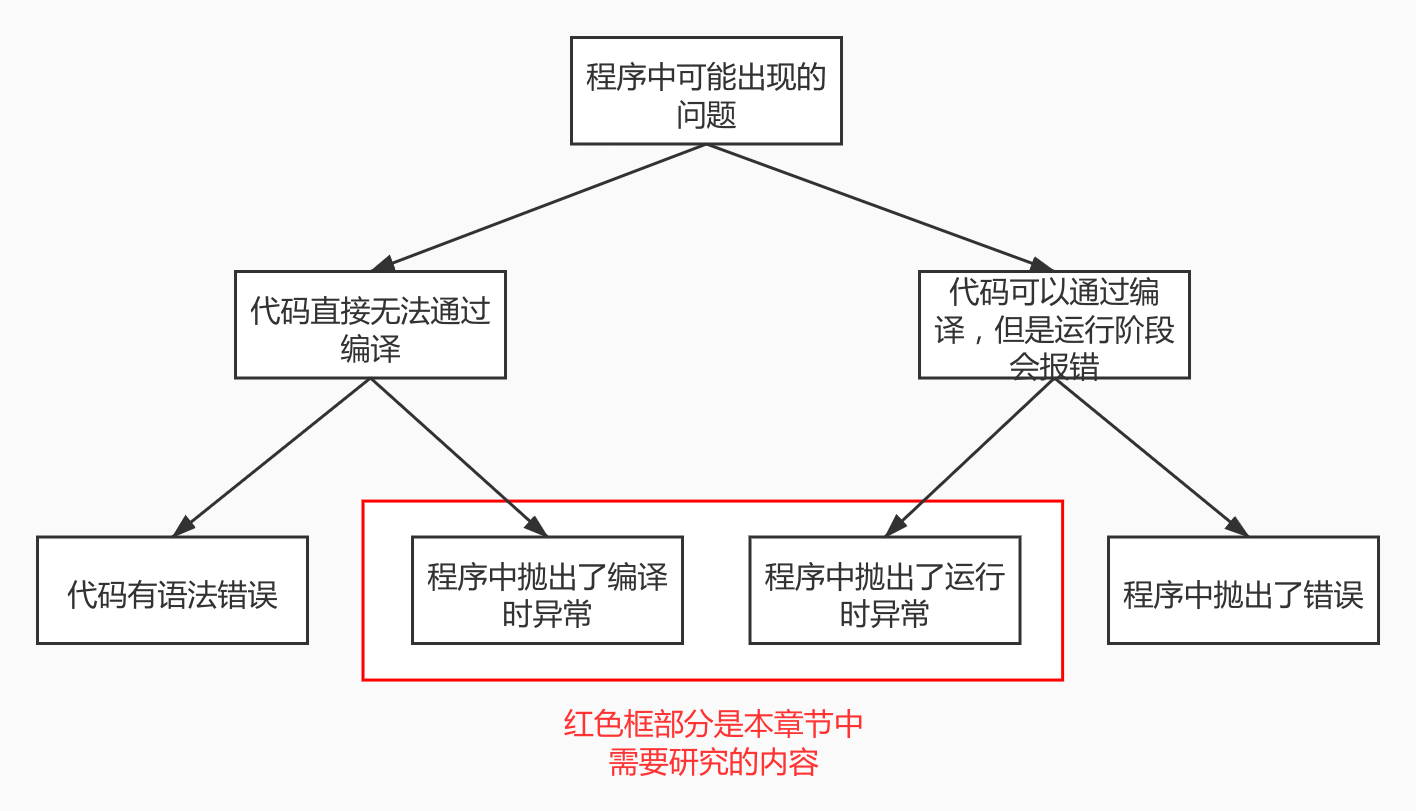 程序中可能出现的
问题
代码直接无法通过
编译
代码可以通过编
译，但是运行阶段
会报错
代码有语法错误
程序中抛出了编译
时异常
程序中抛出了运行
时异常
程序中抛出了错误
红色框部分是本章节中
需要研究的内容